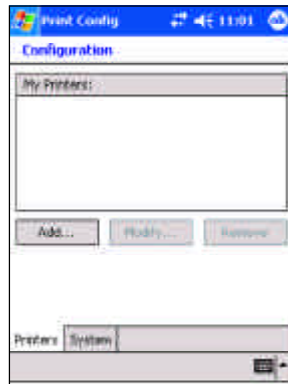 Print Config 11:01 ok
Configuration
My Printers:
Add... Modify... Remove
Printers System